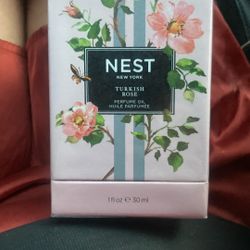 NEST
NEW YORK
TURKISH
ROSE
PERFUME OIL
HUILE PARFUMÉE
1 fl oz ℮ 30 ml